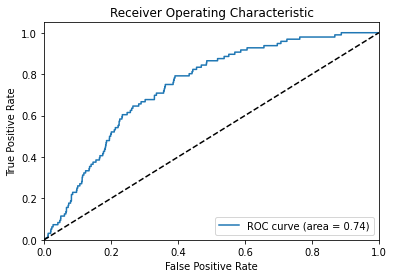 Receiver Operating Characteristic
True Positive Rate
1.0
0.8
0.6
0.4
0.2
0.0
ROC curve (area = 0.74)
0.0 0.2 0.4 0.6 0.8 1.0
False Positive Rate